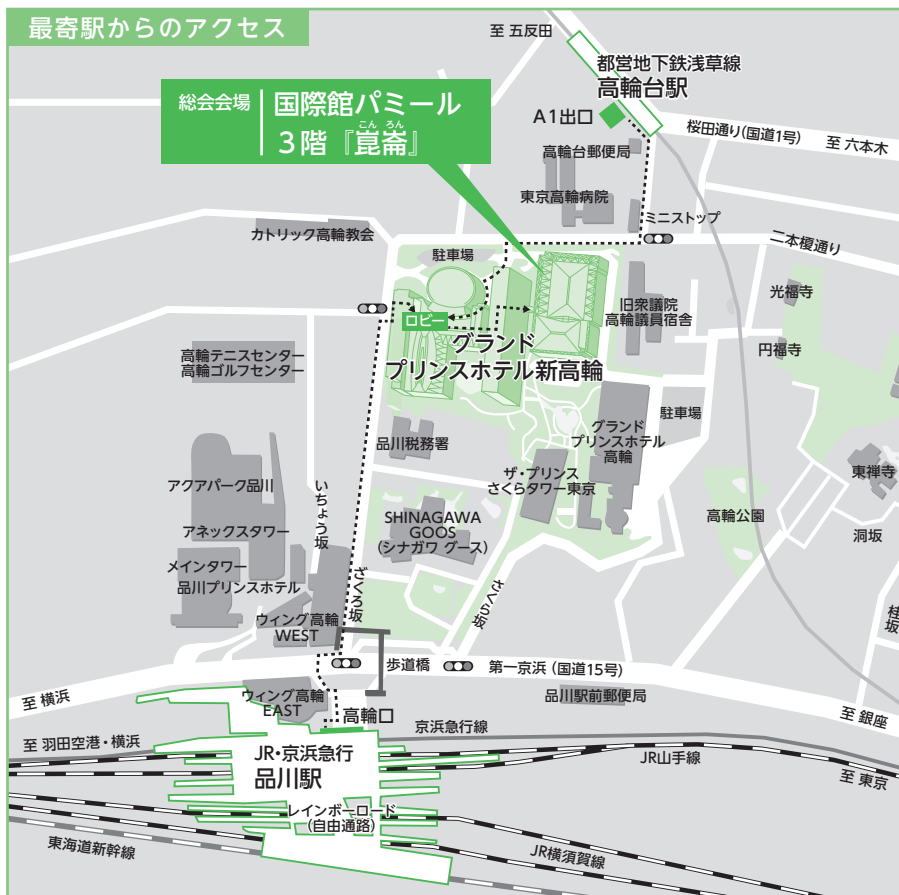 最寄駅からのアクセス
至 五反田
都営地下鉄浅草線
高輪台駅
A1出口
総会会場
国際館パミール
こん ろん
3階『崑崙』
桜田通り(国道1号)
至 六本木
高輪台郵便局
東京高輪病院
ミニストップ
カトリック高輪教会
駐車場
二本榎通り
光福寺
旧衆議院
高輪議員宿舎
ロビー
円福寺
グランド
プリンスホテル新高輪
高輪テニスセンター
高輪ゴルフセンター
駐車場
グランド
プリンスホテル
高輪
品川税務署
ザ・プリンス
さくらタワー東京
東禅寺
アクアパーク品川
いちょう坂
SHINAGAWA
GOOS
(シナガワ グース)
高輪公園
洞坂
アネックスタワー
メインタワー
品川プリンスホテル
ざくろ坂
さくら坂
桂坂
ウィング高輪
WEST
歩道橋
第一京浜(国道15号)
至 横浜
ウィング高輪
EAST
品川駅前郵便局
至 銀座
高輪口
京浜急行線
至 羽田空港・横浜
JR・京浜急行
品川駅
JR山手線
至 東京
レインボーロード
(自由通路)
東海道新幹線
JR横須賀線